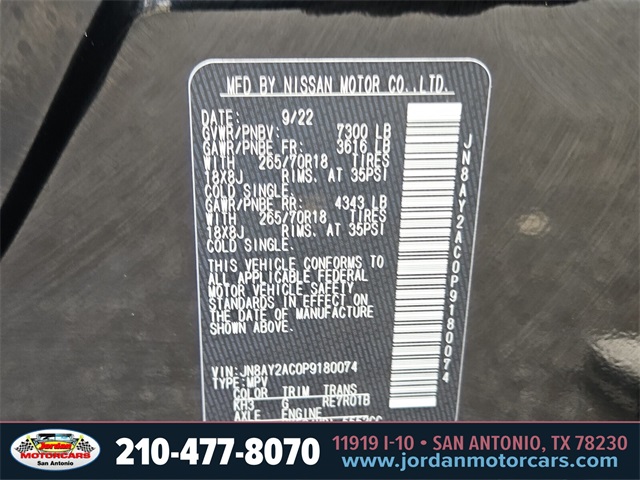 MFD BY NISSAN MOTOR CO.,LTD.
DATE: 9/22
GVWR/PNBV: 7300 LB
GAWR/PNBE FR: 3616 LB
WITH 265/70R18 TIRES
18X8J RIMS. AT 35PSI
COLD SINGLE.
GAWR/PNBE RR: 4343 LB
WITH 265/70R18 TIRES
18X8J RIMS. AT 35PSI
COLD SINGLE.
THIS VEHICLE CONFORMS TO
ALL APPLICABLE FEDERAL
MOTOR VEHICLE SAFETY
STANDARDS IN EFFECT ON
THE DATE OF MANUFACTURE
SHOWN ABOVE.
VIN: JN8AY2AC0P9180074
TYPE: MPV
COLOR TRIM TRANS
KH3 G RE7R01B
AXLE ENGINE
JN8AY2AC0P9180074
Jordan
MOTORCARS
San Antonio
210-477-8070
11919 I-10 • SAN ANTONIO, TX 78230
www.jordanmotorcars.com